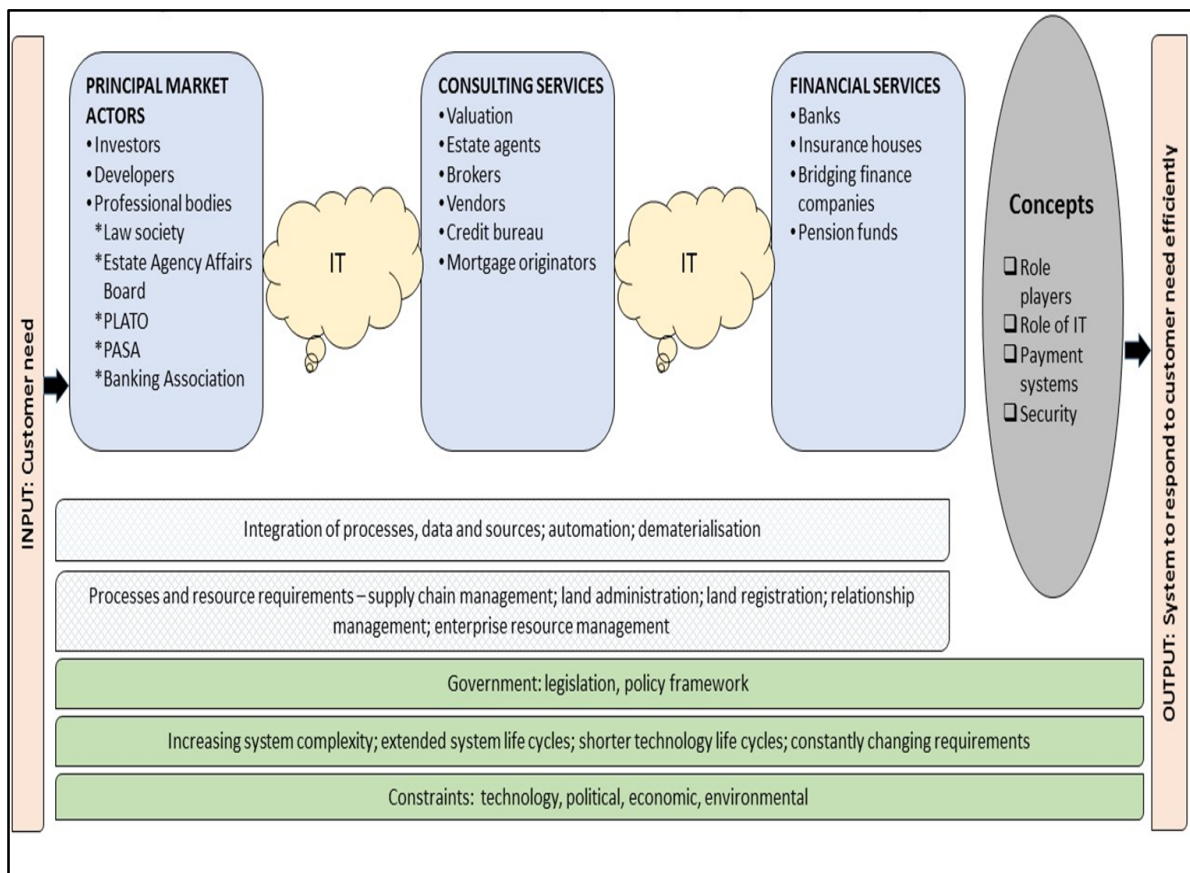 INPUT: Customer need
PRINCIPAL MARKET
ACTORS
•Investors
•Developers
•Professional bodies
*Law society
*Estate Agency Affairs
Board
*PLATO
*PASA
*Banking Association
IT
CONSULTING SERVICES
•Valuation
•Estate agents
•Brokers
•Vendors
•Credit bureau
•Mortgage originators
IT
FINANCIAL SERVICES
•Banks
•Insurance houses
•Bridging finance
companies
•Pension funds
Concepts
❑ Role
players
❑ Role of IT
❑ Payment
systems
❑ Security
Integration of processes, data and sources; automation; dematerialisation
Processes and resource requirements – supply chain management; land administration; land registration; relationship
management; enterprise resource management
Government: legislation, policy framework
Increasing system complexity; extended system life cycles; shorter technology life cycles; constantly changing requirements
Constraints: technology, political, economic, environmental
OUTPUT: System to respond to customer need efficiently